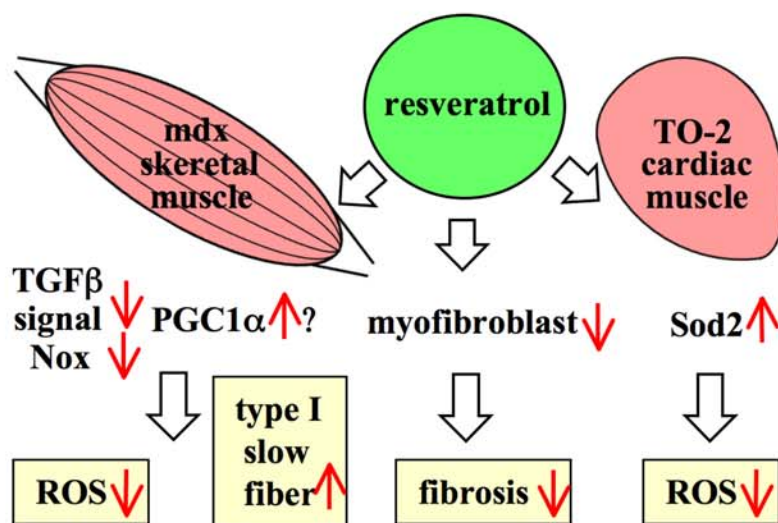 resveratrol
mdx
skeretal
muscle
TO-2
cardiac
muscle
TGFβ
signal
Nox
PGC1α ?
myofibroblast
Sod2
ROS
type I
slow
fiber
fibrosis
ROS